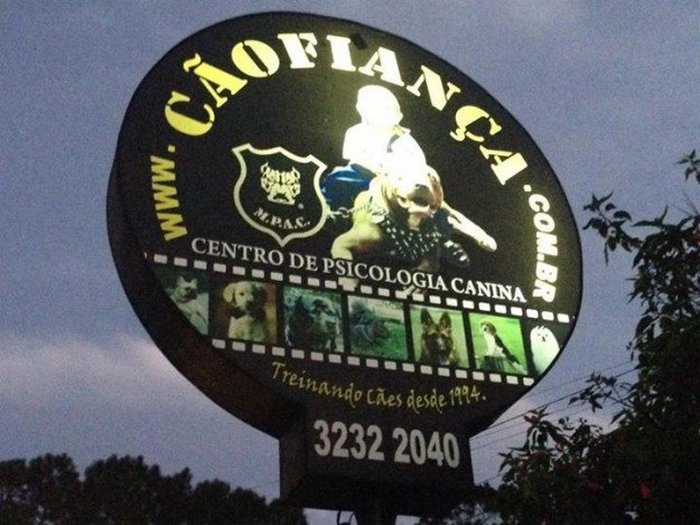 www.CÃOFIANÇA.COM.BR
M.P.A.C.
CENTRO DE PSICOLOGIA CANINA
Treinando Cães desde 1994.
3232 2040